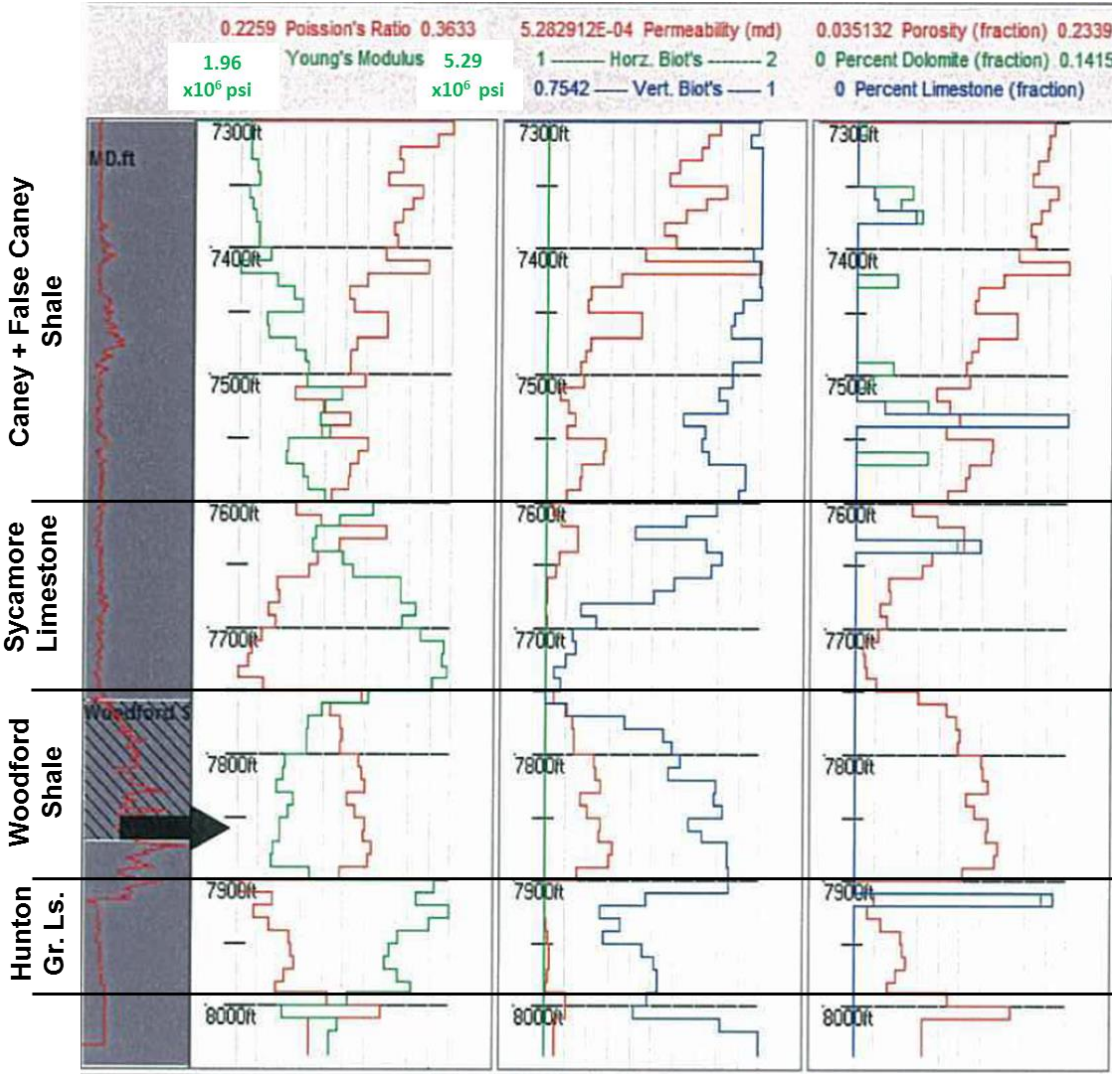 0.2259 Poission's Ratio 0.3633
1.96 x10⁶ psi Young's Modulus 5.29 x10⁶ psi
5.282912E-04 Permeability (md)
1 --------- Horz. Biot's -------- 2
0.7542 ---- Vert. Biot's ---- 1
0.035132 Porosity (fraction) 0.2339
0 Percent Dolomite (fraction) 0.1415
0 Percent Limestone (fraction)
Caney + False Caney
Shale
Sycamore
Limestone
Woodford
Shale
Hunton
Gr. Ls.
MD.ft
Woodford S
7300ft
7400ft
7500ft
7600ft
7700ft
7800ft
7900ft
8000ft
7300ft
7400ft
7500ft
7600ft
7700ft
7800ft
7900ft
8000ft
7300ft
7400ft
7500ft
7600ft
7700ft
7800ft
7900ft
8000ft